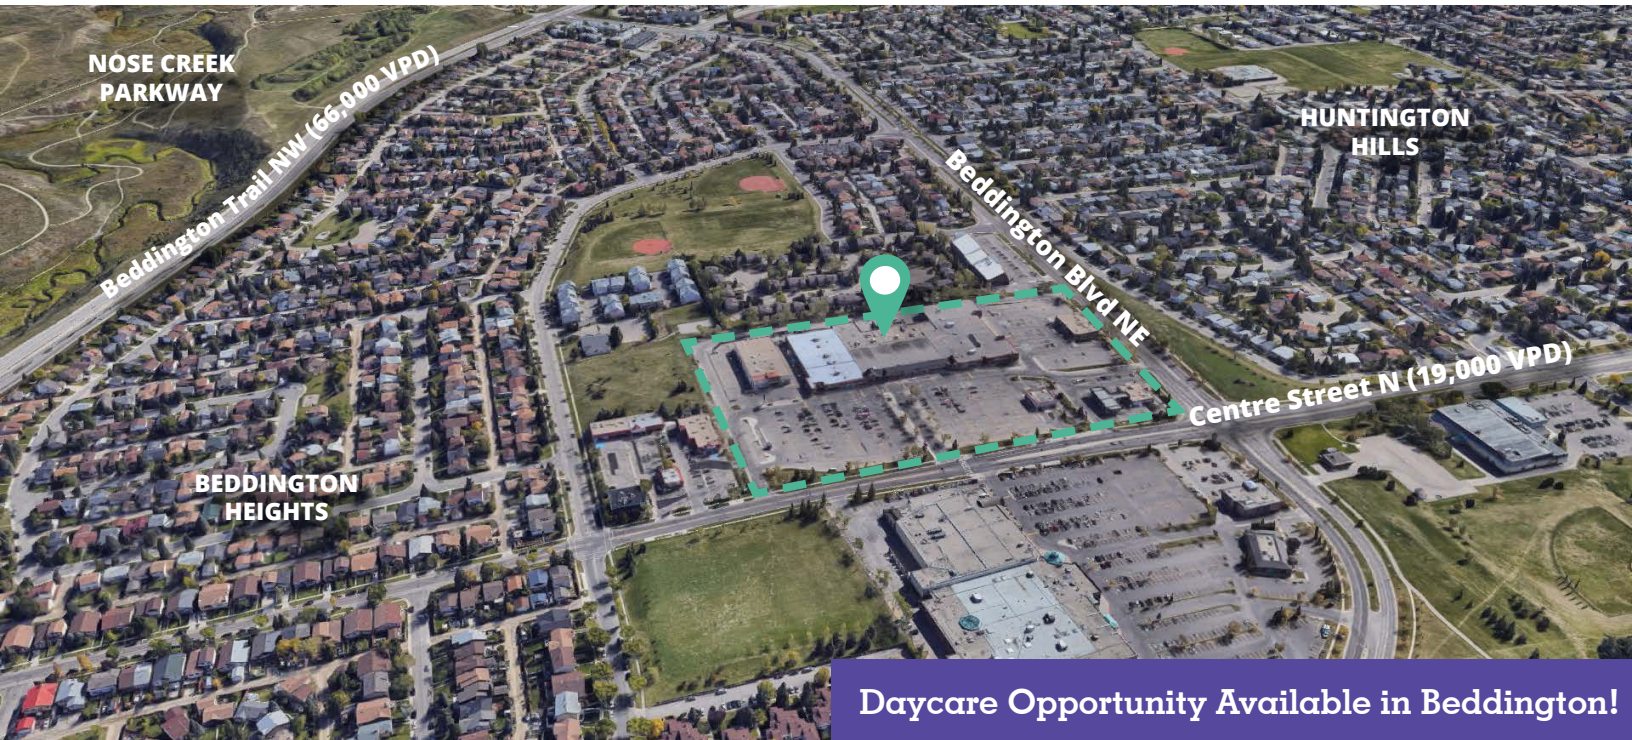 NOSE CREEK
PARKWAY
Beddington Trail NW (66,000 VPD)
HUNTINGTON
HILLS
Beddington Blvd NE
Centre Street N (19,000 VPD)
BEDDINGTON
HEIGHTS
Daycare Opportunity Available in Beddington!